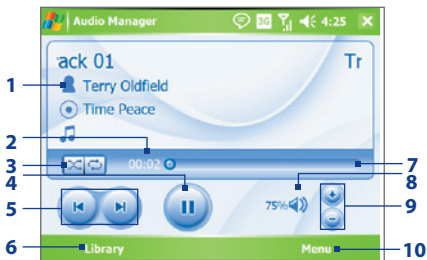 Audio Manager 3G 4:25
ack 01 Tr
1 Terry Oldfield
Time Peace
2
3 00:02 7
4 8
5 75% 9
6 Library Menu 10